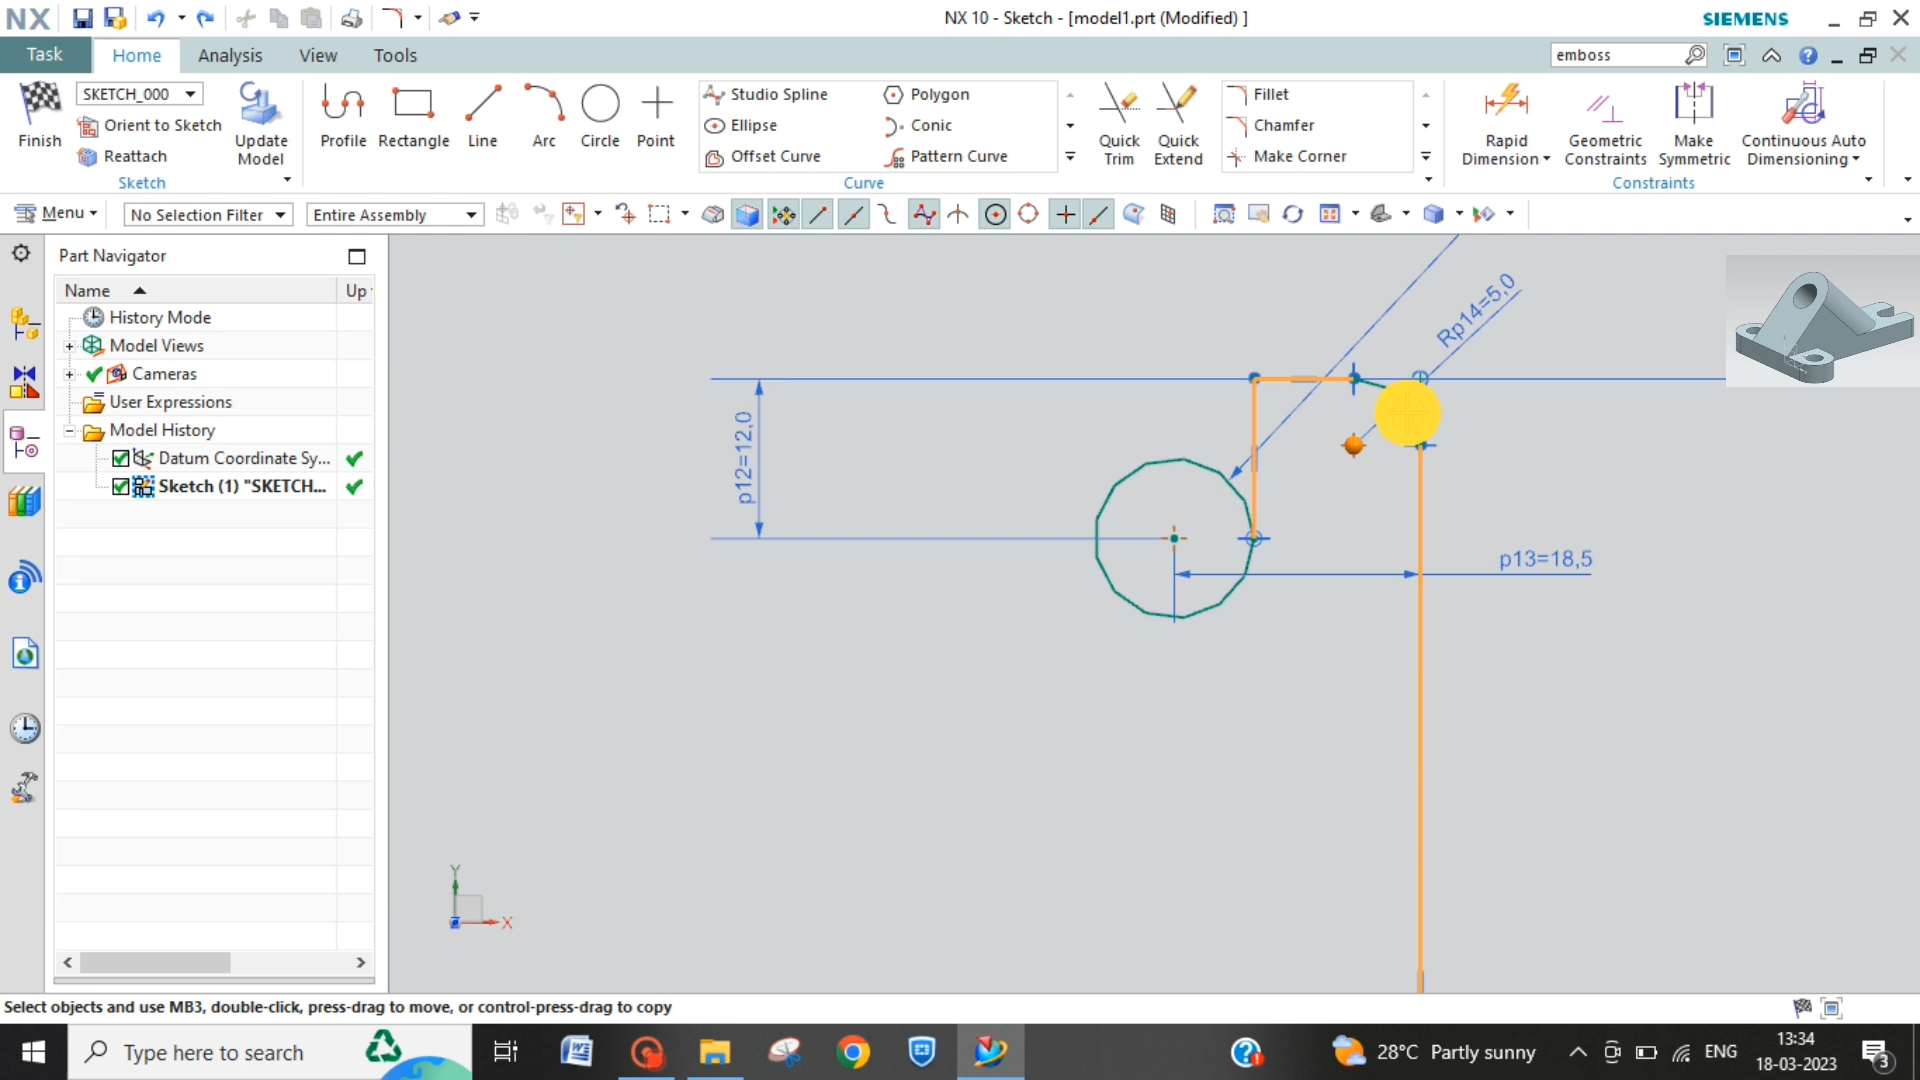 NX
NX 10 - Sketch - [model1.prt (Modified) ]
SIEMENS
Task
Home
Analysis
View
Tools
emboss
Finish
SKETCH_000
Orient to Sketch
Reattach
Update
Model
Sketch
Profile
Rectangle
Line
Arc
Circle
Point
Studio Spline
Polygon
Ellipse
Conic
Offset Curve
Pattern Curve
Curve
Quick
Trim
Quick
Extend
Fillet
Chamfer
Make Corner
Rapid
Dimension
Geometric
Constraints
Make
Symmetric
Continuous Auto
Dimensioning
Constraints
Menu
No Selection Filter
Entire Assembly
Part Navigator
Name
Up
History Mode
Model Views
Cameras
User Expressions
Model History
Datum Coordinate Sy...
Sketch (1) "SKETCH...
Rp14=5,0
p12=12,0
p13=18,5
Y
X
Select objects and use MB3, double-click, press-drag to move, or control-press-drag to copy
Type here to search
28°C Partly sunny
ENG
13:34
18-03-2023
3